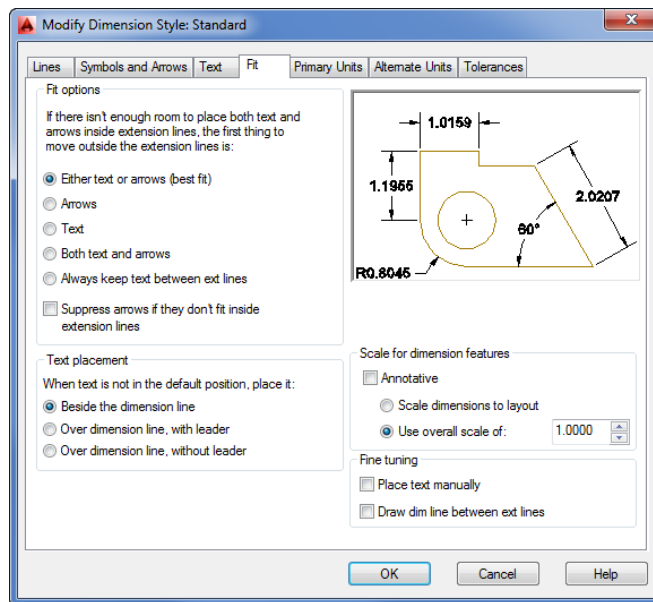 Modify Dimension Style: Standard
Lines
Symbols and Arrows
Text
Fit
Primary Units
Alternate Units
Tolerances
Fit options
If there isn't enough room to place both text and
arrows inside extension lines, the first thing to
move outside the extension lines is:
Either text or arrows (best fit)
Arrows
Text
Both text and arrows
Always keep text between ext lines
Suppress arrows if they don't fit inside
extension lines
Text placement
When text is not in the default position, place it:
Beside the dimension line
Over dimension line, with leader
Over dimension line, without leader
1.0159
1.1955
2.0207
60°
R0.8045
Scale for dimension features
Annotative
Scale dimensions to layout
Use overall scale of:
1.0000
Fine tuning
Place text manually
Draw dim line between ext lines
OK
Cancel
Help